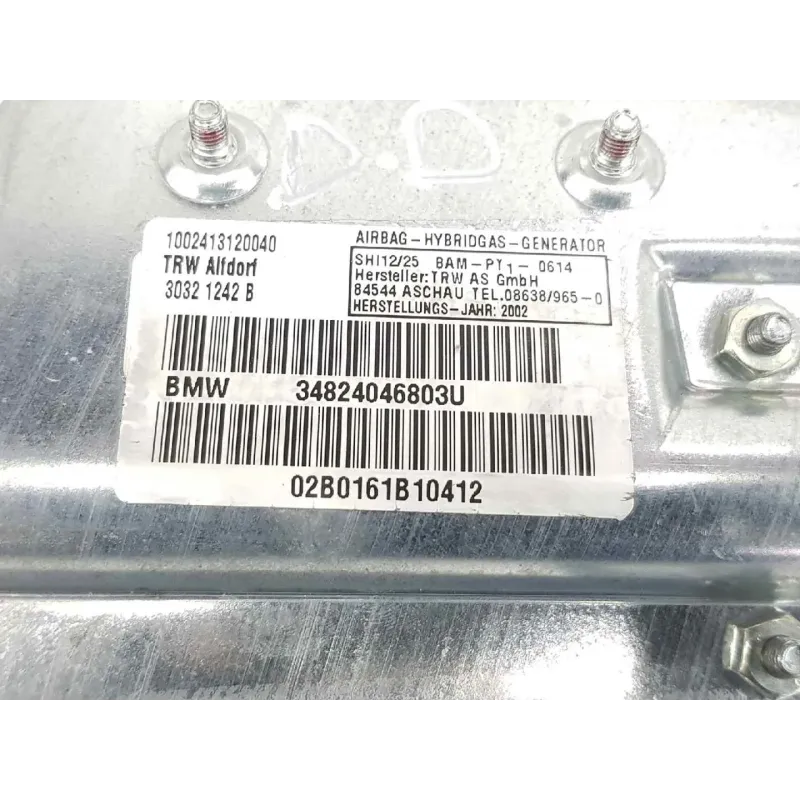 1002413120040
TRW Alfdorf
3032 1242 B
AIRBAG-HYBRIDGAS-GENERATOR
SHI12/25 BAM-PT1-0614
Hersteller:TRW AS GmbH
84544 ASCHAU TEL.08638/965-0
HERSTELLUNGS-JAHR: 2002
BMW 34824046803U
02B0161B10412